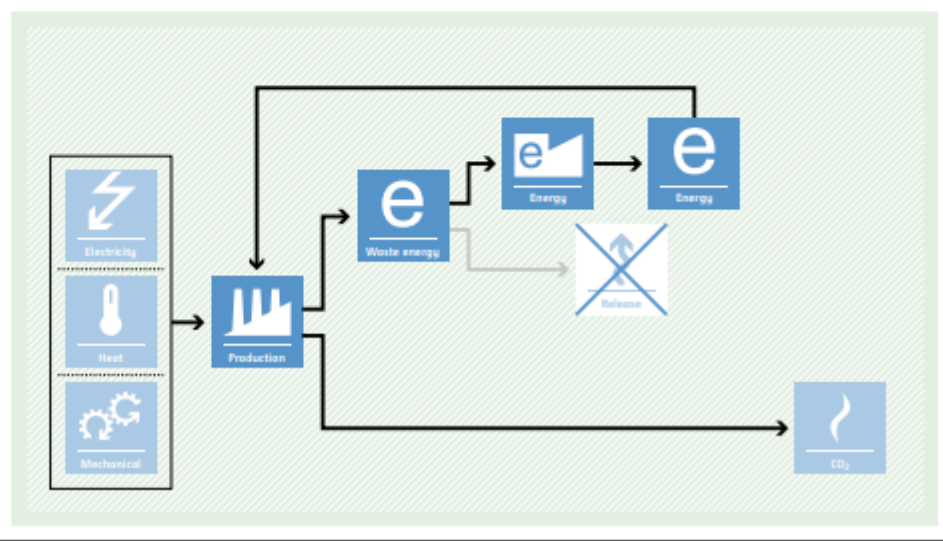 Electricity
Heat
Mechanical
Production
e
Waste energy
e
Energy
e
Energy
Release
CO₂